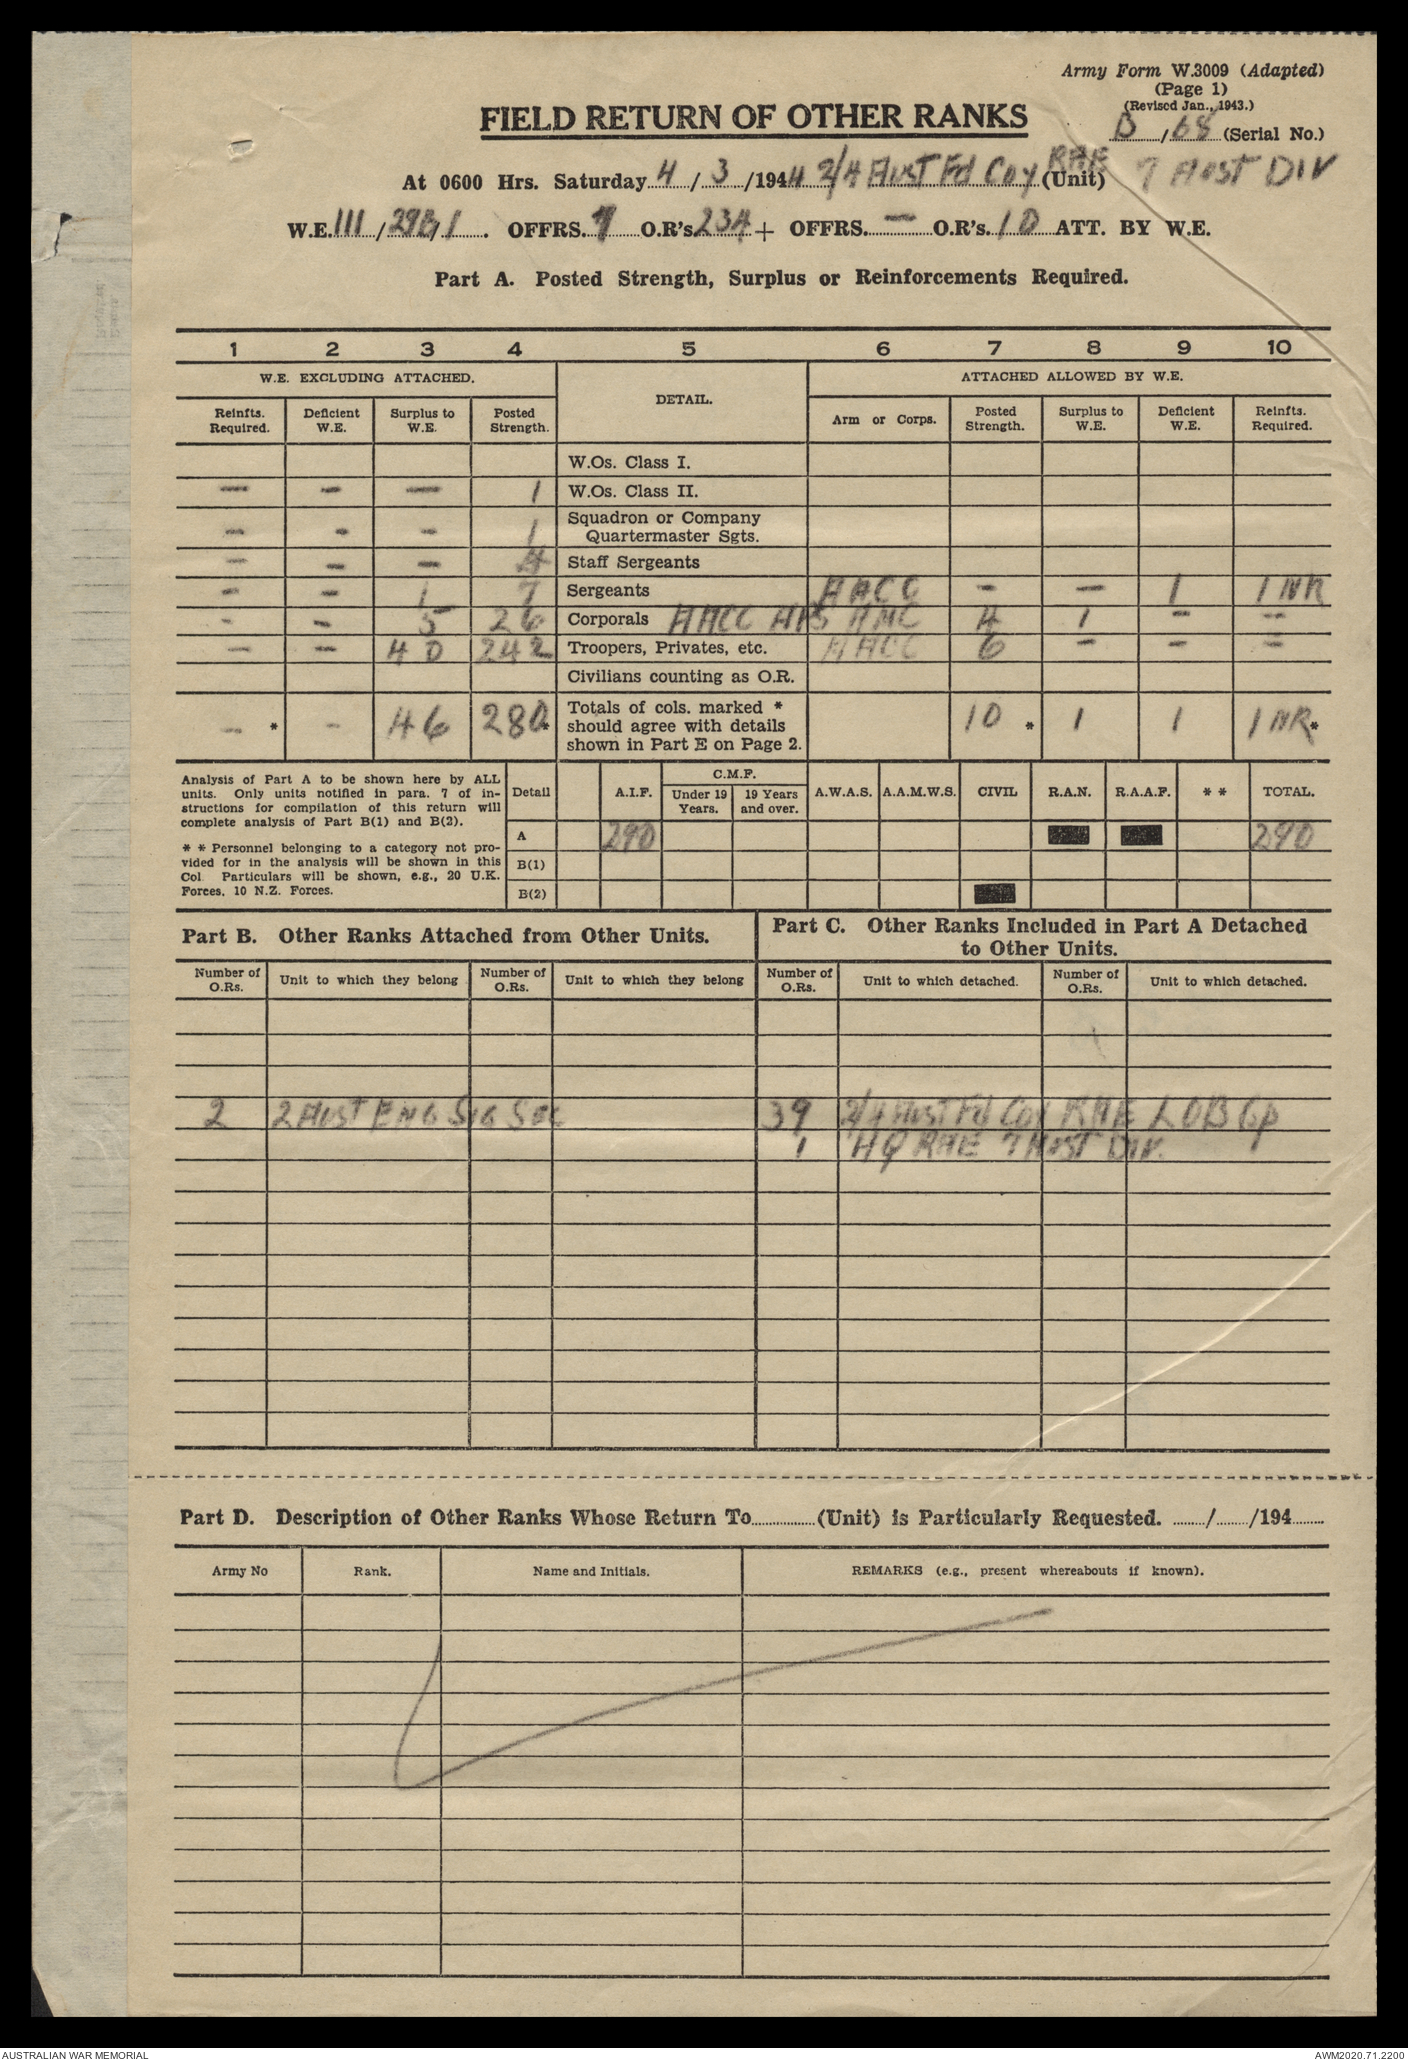 Army Form W.3009 (Adapted)
(Page 1)
(Revised Jan., 1943.)
FIELD RETURN OF OTHER RANKS
B / 68 (Serial No.)
At 0600 Hrs. Saturday 4 / 3 /1944 2/4 Aust Fd Coy RAE (Unit) 7 Aust Div
W.E. III / 29B / 1 . OFFRS. 7 O.R's 234 + OFFRS. — O.R's. 10 ATT. BY W.E.
Part A. Posted Strength, Surplus or Reinforcements Required.
1 2 3 4 5 6 7 8 9 10
W.E. EXCLUDING ATTACHED. DETAIL. ATTACHED ALLOWED BY W.E.
Reinfts. Required. Deficient W.E. Surplus to W.E. Posted Strength. Arm or Corps. Posted Strength. Surplus to W.E. Deficient W.E. Reinfts. Required.
W.Os. Class I.
— — — 1 W.Os. Class II.
— — — 1 Squadron or Company Quartermaster Sgts.
— — — 4 Staff Sergeants
— — 1 7 Sergeants AACC — — 1 1 NR
- — 5 26 Corporals AACC APS AMC 4 1 — —
— — 40 242 Troopers, Privates, etc. AACC 6 — — —
Civilians counting as O.R.
— * — 46 280* Totals of cols. marked * should agree with details shown in Part E on Page 2. 10 * 1 1 1 NR*
Analysis of Part A to be shown here by ALL units. Only units notified in para. 7 of instructions for compilation of this return will complete analysis of Part B(1) and B(2).
* * Personnel belonging to a category not provided for in the analysis will be shown in this Col Particulars will be shown, e.g., 20 U.K. Forces, 10 N.Z. Forces.
Detail A.I.F. C.M.F. Under 19 Years. 19 Years and over. A.W.A.S. A.A.M.W.S. CIVIL R.A.N. R.A.A.F. * * TOTAL.
A 290 290
B(1)
B(2)
Part B. Other Ranks Attached from Other Units.
Part C. Other Ranks Included in Part A Detached to Other Units.
Number of O.Rs. Unit to which they belong Number of O.Rs. Unit to which they belong Number of O.Rs. Unit to which detached. Number of O.Rs. Unit to which detached.
2 2 Aust Eng Sig Sec 39 2/4 Aust Fd Coy RAE LOB Gp
1 HQ RAE 7 Aust Div.
Part D. Description of Other Ranks Whose Return To.........(Unit) is Particularly Requested. ....../....../194......
Army No Rank. Name and Initials. REMARKS (e.g., present whereabouts if known).
AUSTRALIAN WAR MEMORIAL AWM2020.71.2200